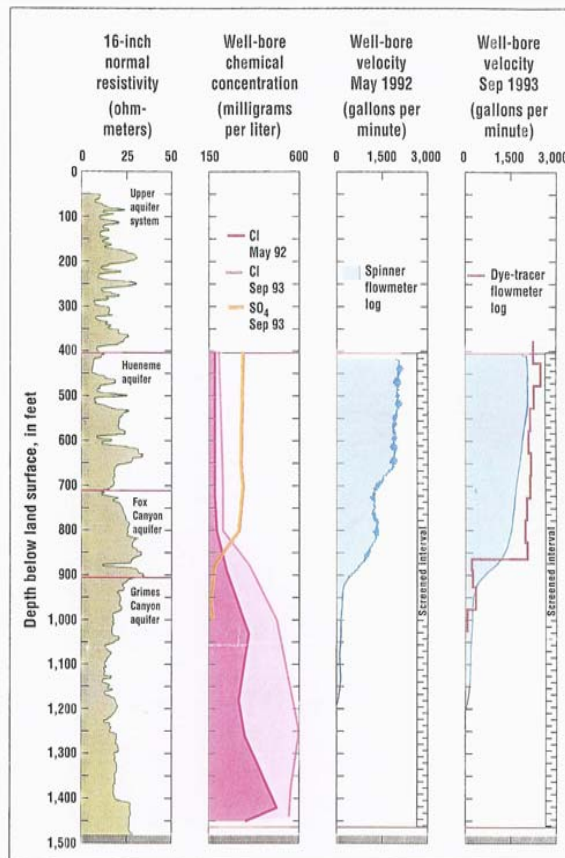 16-inch
normal
resistivity
(ohm-
meters)
0 25 50
Well-bore
chemical
concentration
(milligrams
per liter)
150 600
Well-bore
velocity
May 1992
(gallons per
minute)
0 1,500 3,000
Well-bore
velocity
Sep 1993
(gallons per
minute)
0 1,500 3,000
Depth below land surface, in feet
0
100
200
300
400
500
600
700
800
900
1,000
1,100
1,200
1,300
1,400
1,500
Upper
aquifer
system
Hueneme
aquifer
Fox
Canyon
aquifer
Grimes
Canyon
aquifer
Cl
May 92
Cl
Sep 93
SO4
Sep 93
Spinner
flowmeter
log
Screened interval
Dye-tracer
flowmeter
log
Screened interval